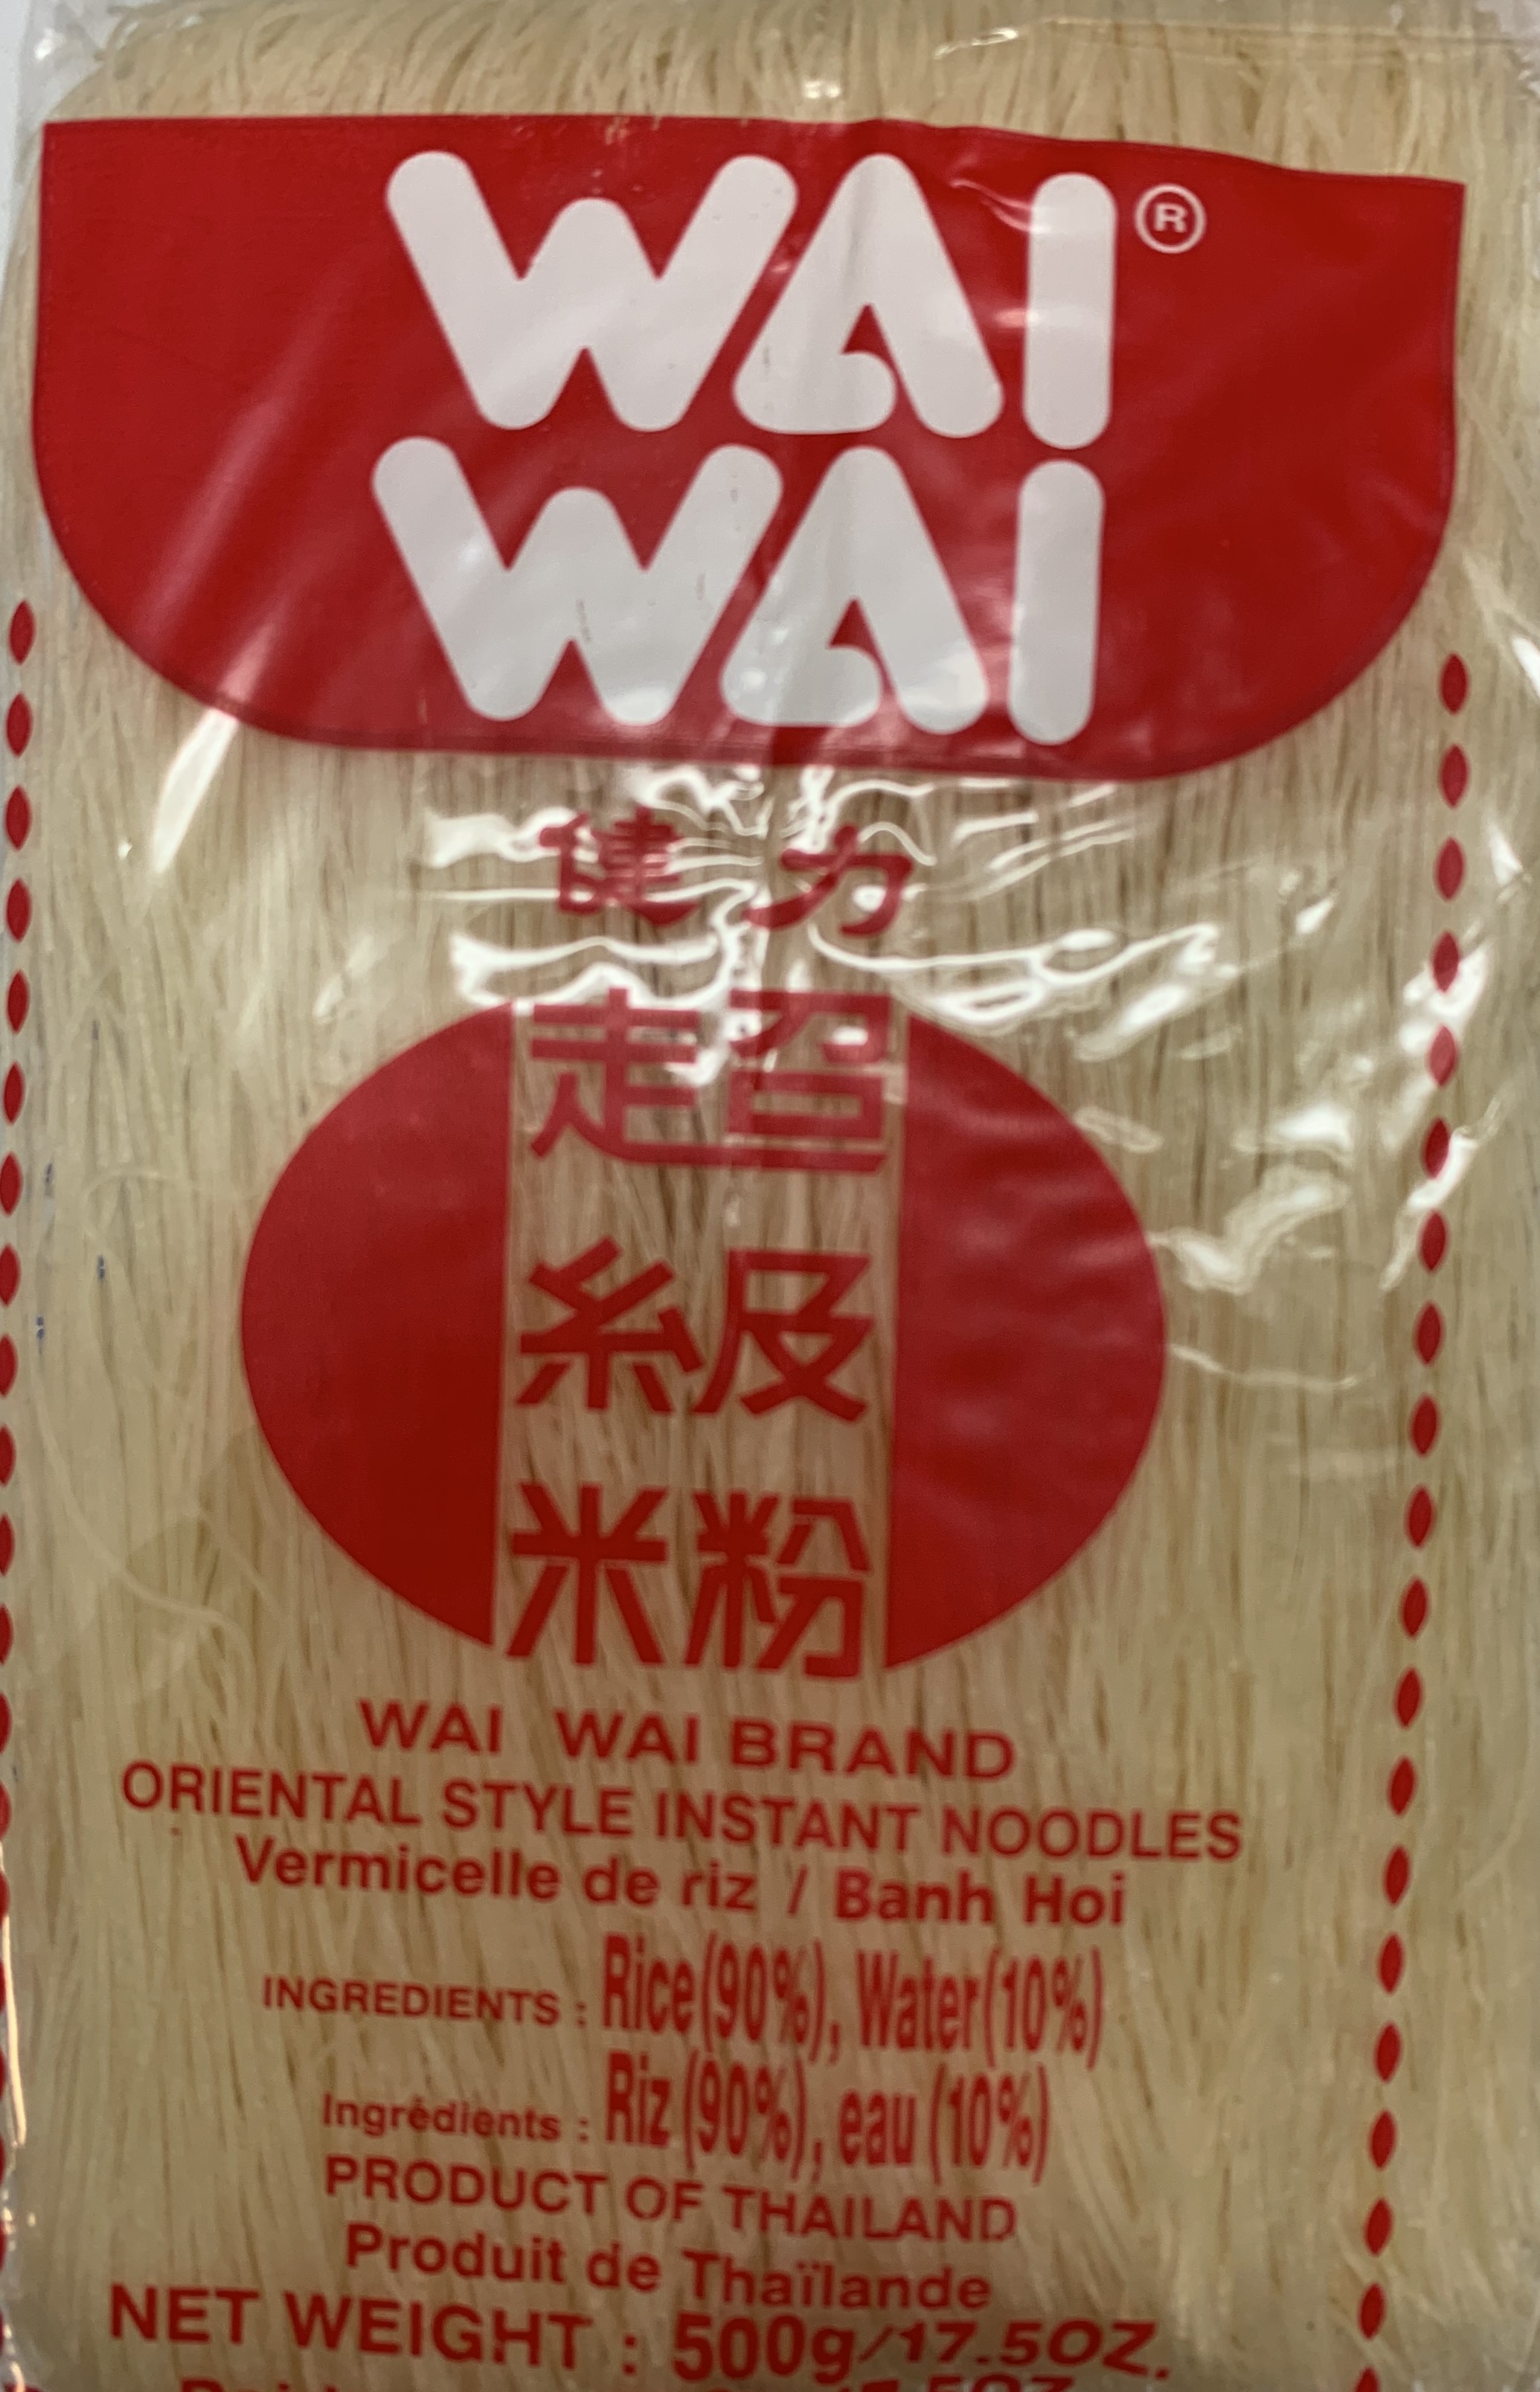 WAI ®
WAI
健力
超
級
米粉
WAI WAI BRAND
ORIENTAL STYLE INSTANT NOODLES
Vermicelle de riz / Banh Hoi
INGREDIENTS : Rice (90%), Water (10%)
Ingrédients : Riz (90%), eau (10%)
PRODUCT OF THAILAND
Produit de Thaïlande
NET WEIGHT : 500g/17.5OZ.